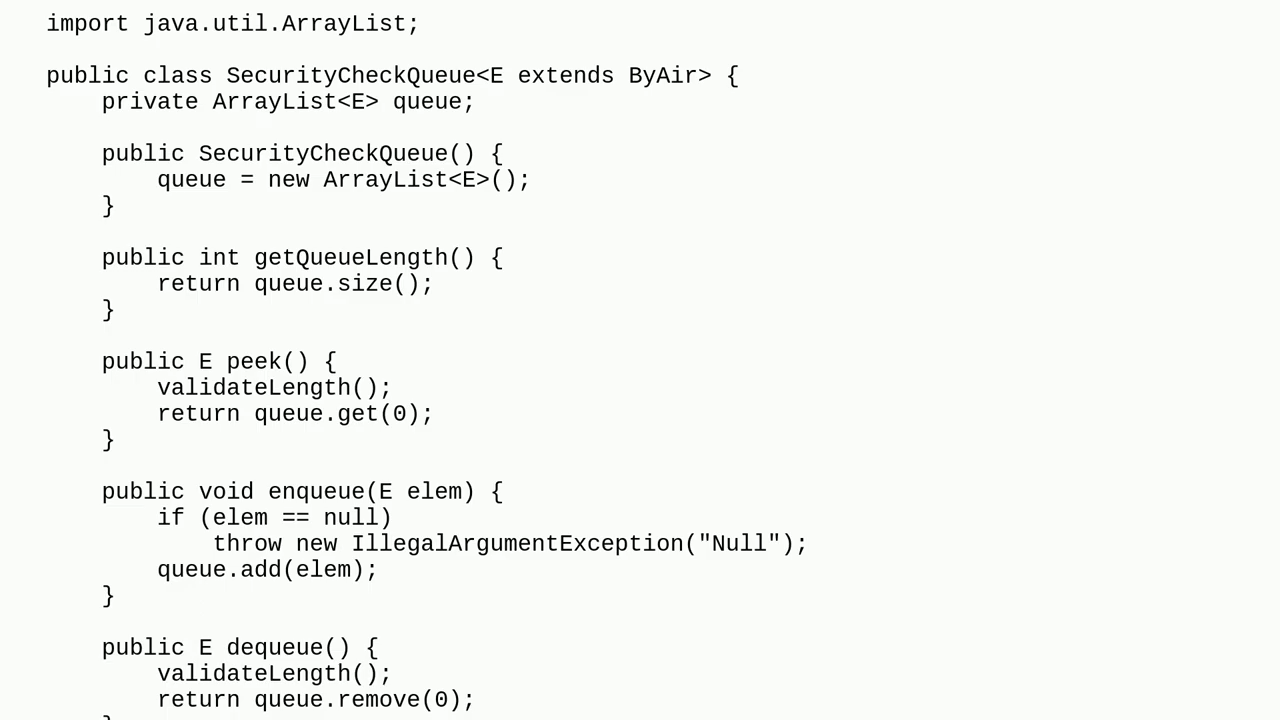 import java.util.ArrayList;
public class SecurityCheckQueue<E extends ByAir> {
    private ArrayList<E> queue;
    public SecurityCheckQueue() {
        queue = new ArrayList<E>();
    }
    public int getQueueLength() {
        return queue.size();
    }
    public E peek() {
        validateLength();
        return queue.get(0);
    }
    public void enqueue(E elem) {
        if (elem == null)
            throw new IllegalArgumentException("Null");
        queue.add(elem);
    }
    public E dequeue() {
        validateLength();
        return queue.remove(0);
    }